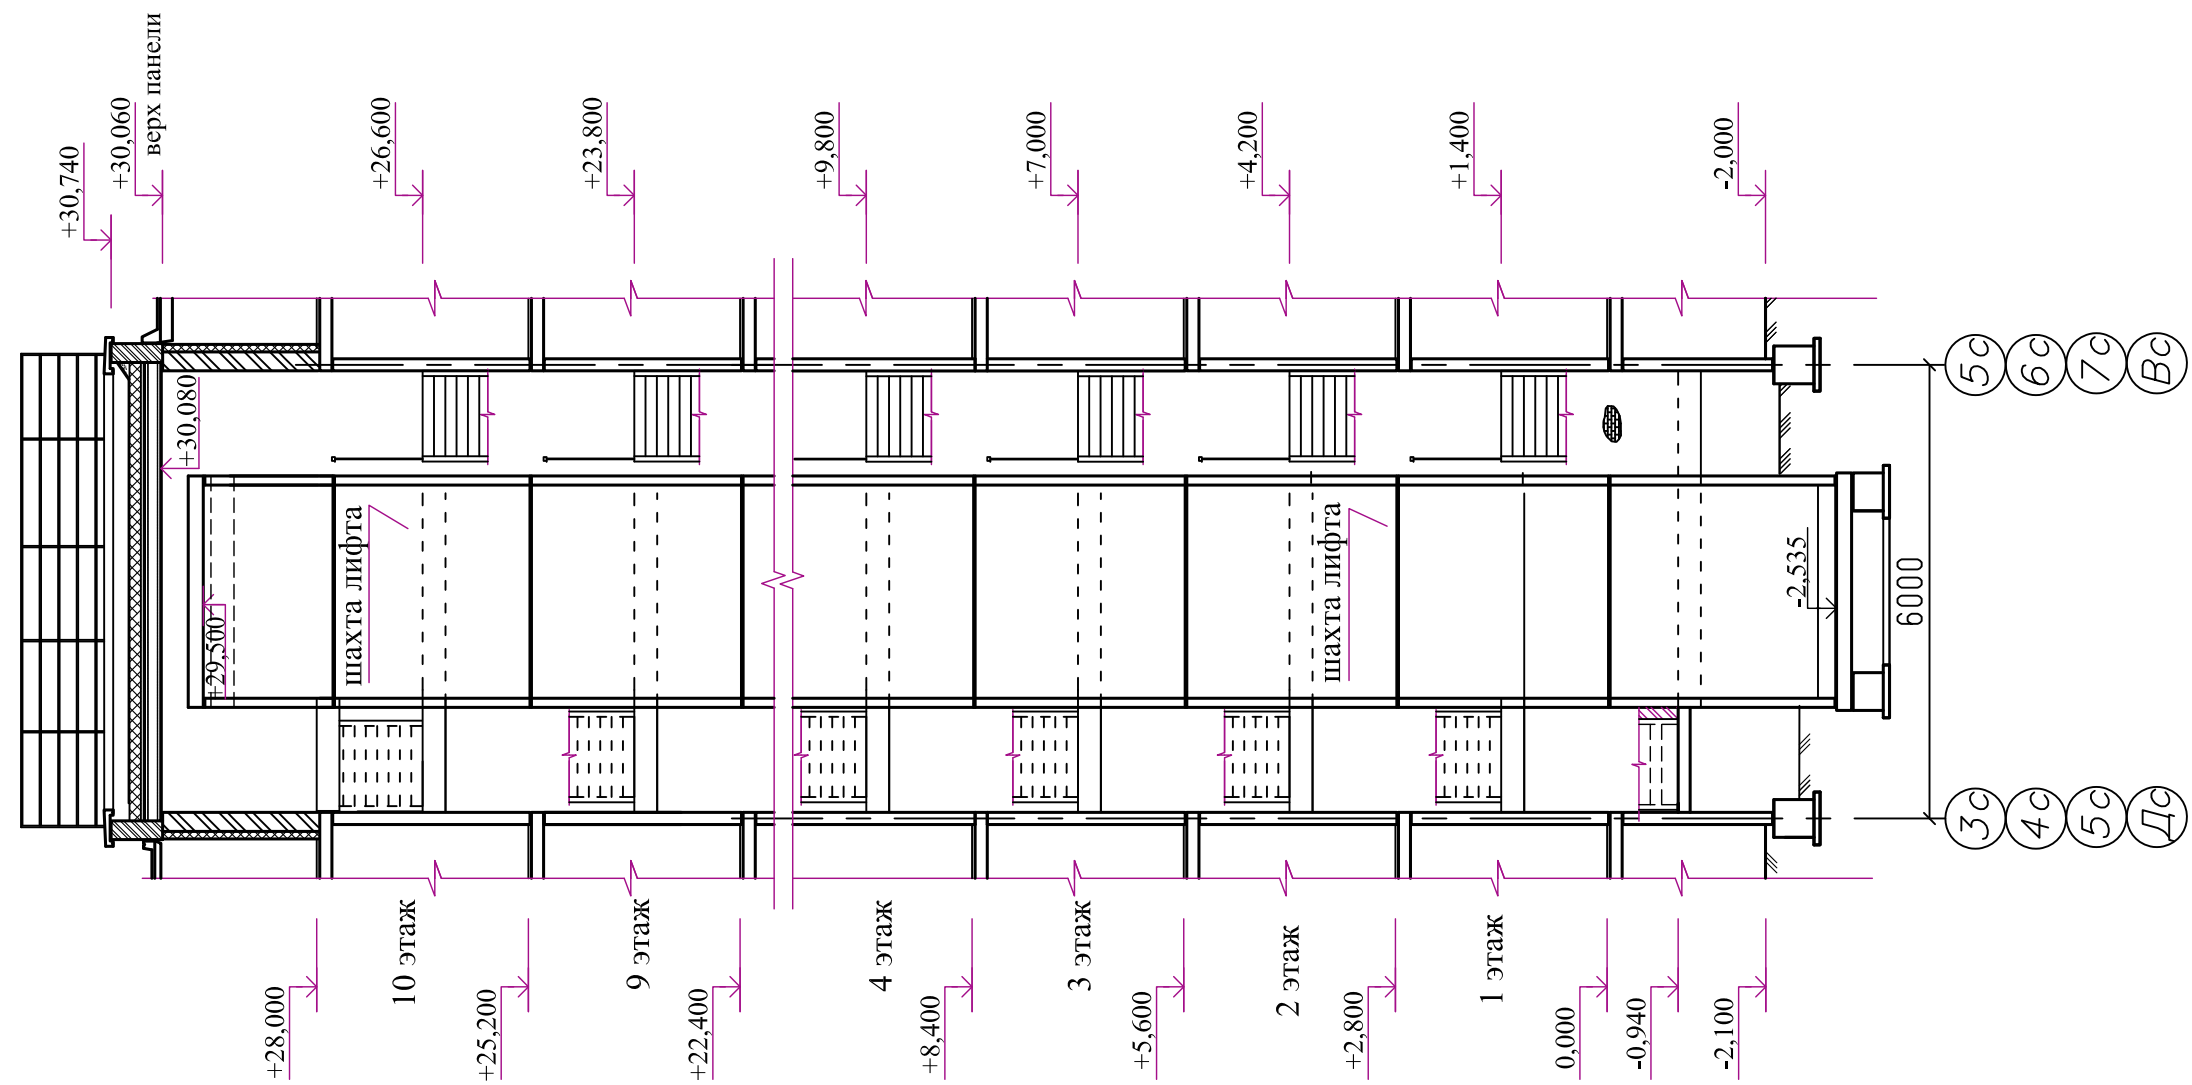 +30,740
+30,060
верх панели
+26,600
+23,800
+9,800
+7,000
+4,200
+1,400
-2,000
+30,080
+29,500
шахта лифта
шахта лифта
-2,535
6000
5с
6с
7с
Вс
3с
4с
5с
Дс
10 этаж
9 этаж
4 этаж
3 этаж
2 этаж
1 этаж
+28,000
+25,200
+22,400
+8,400
+5,600
+2,800
0,000
-0,940
-2,100